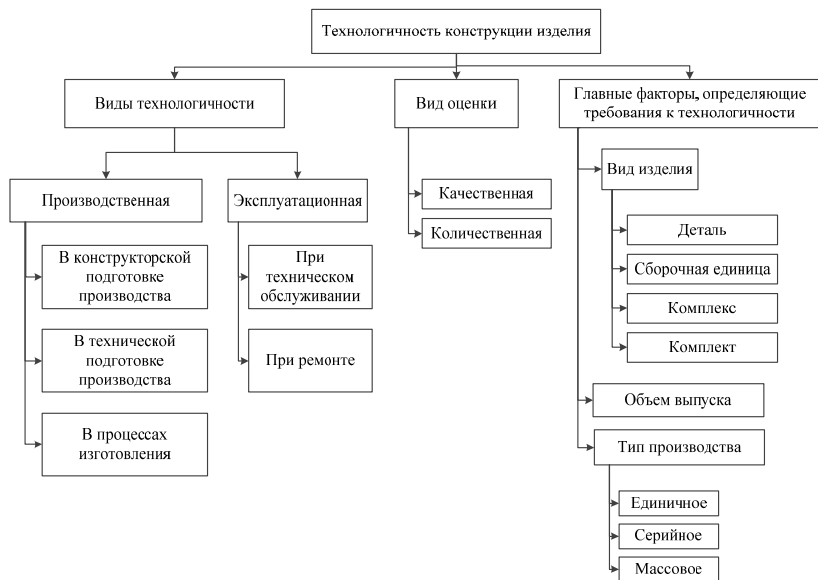 Технологичность конструкции изделия
Виды технологичности
Вид оценки
Главные факторы, определяющие
требования к технологичности
Производственная
Эксплуатационная
Качественная
Количественная
Вид изделия
В конструкторской
подготовке
производства
При
техническом
обслуживании
Деталь
Сборочная единица
Комплекс
Комплект
В технической
подготовке
производства
При ремонте
Объем выпуска
В процессах
изготовления
Тип производства
Единичное
Серийное
Массовое